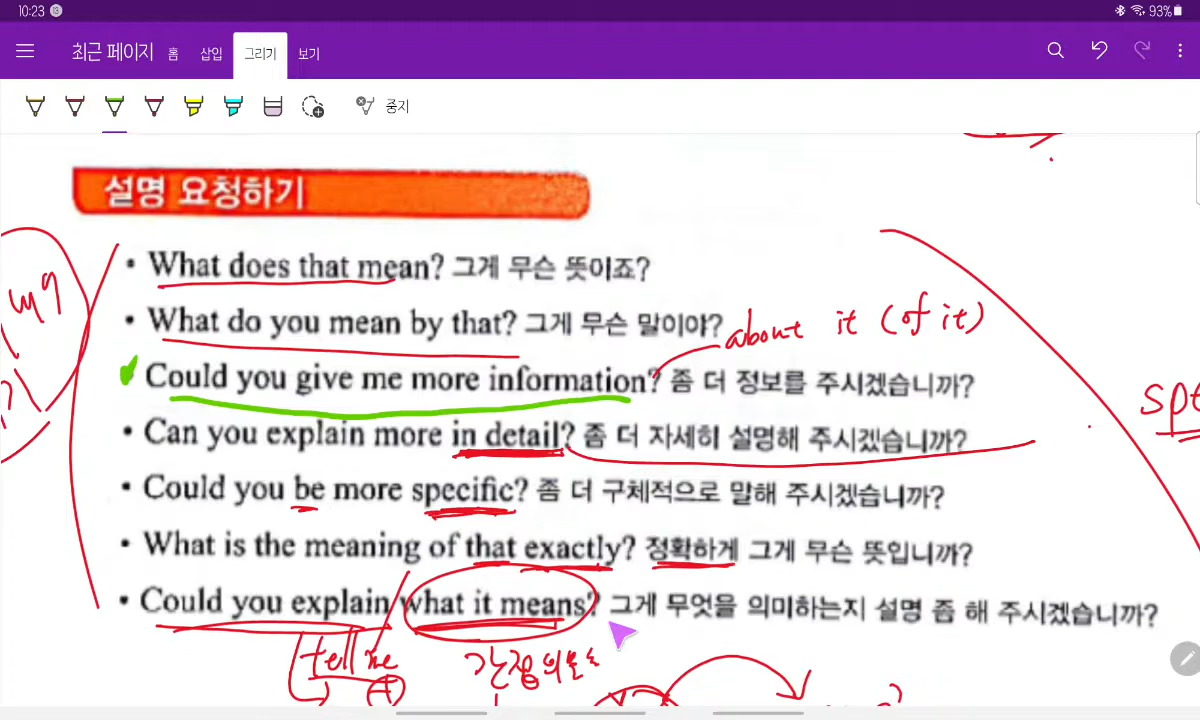 10:23
93%
최근 페이지 홈 삽입 그리기 보기
중지
설명 요청하기
• What does that mean? 그게 무슨 뜻이죠?
• What do you mean by that? 그게 무슨 말이야?
about it (of it)
Could you give me more information? 좀 더 정보를 주시겠습니까?
• Can you explain more in detail? 좀 더 자세히 설명해 주시겠습니까?
• Could you be more specific? 좀 더 구체적으로 말해 주시겠습니까?
• What is the meaning of that exactly? 정확하게 그게 무슨 뜻입니까?
• Could you explain what it means? 그게 무엇을 의미하는지 설명 좀 해 주시겠습니까?
tell me 간접의문